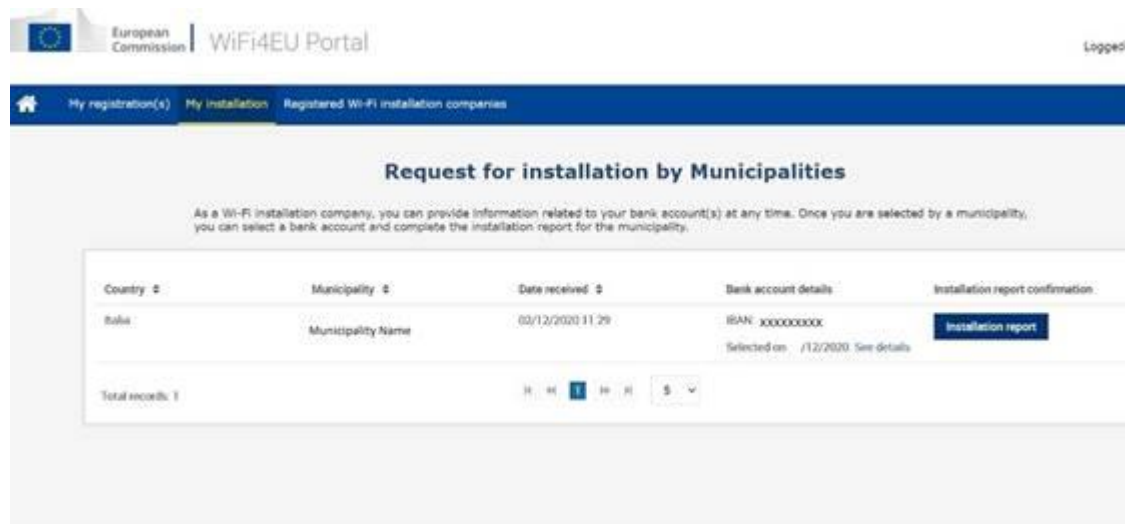 European
Commission
WiFi4EU Portal
Logged
My registration(s) My installation Registered Wi-Fi installation companies
Request for installation by Municipalities
As a Wi-Fi installation company, you can provide information related to your bank account(s) at any time. Once you are selected by a municipality,
you can select a bank account and complete the installation report for the municipality.
Country Municipality Date received Bank account details Installation report confirmation
Italia Municipality Name 02/12/2020 11:29 IBAN: xxxxxxxxxx Installation report
Selected on /12/2020. See details
Total records: 1 1 5